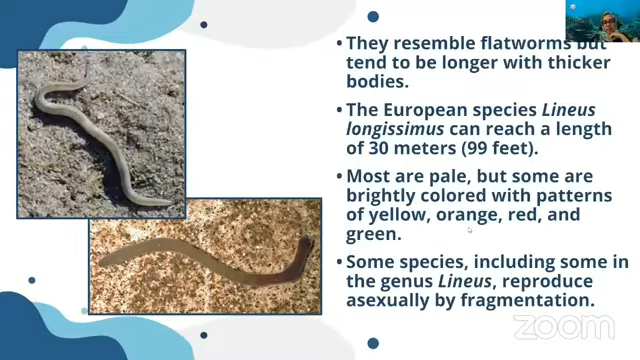 • They resemble flatworms but
tend to be longer with thicker
bodies.
• The European species Lineus
longissimus can reach a length
of 30 meters (99 feet).
• Most are pale, but some are
brightly colored with patterns
of yellow, orange, red, and
green.
• Some species, including some in
the genus Lineus, reproduce
asexually by fragmentation.
zoom